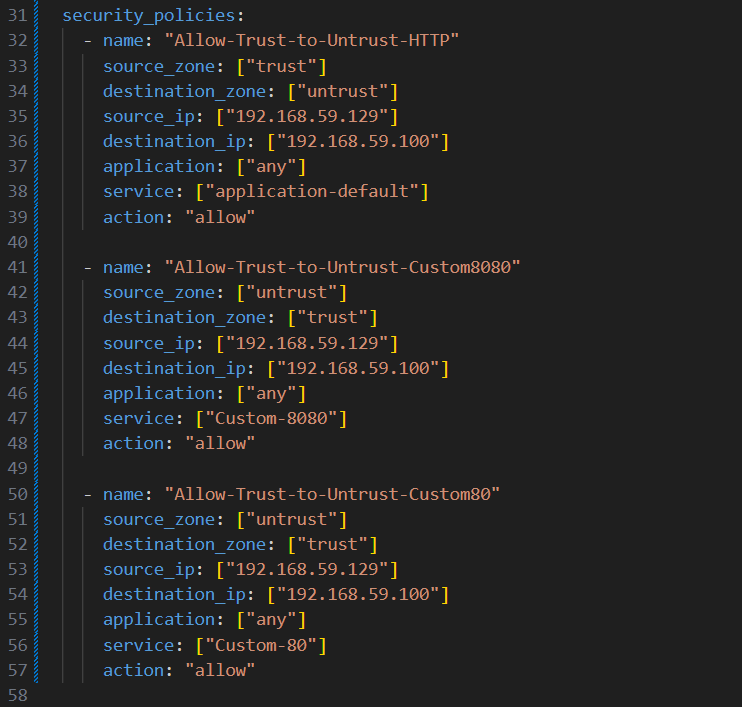 31 security_policies:
32 - name: "Allow-Trust-to-Untrust-HTTP"
33 source_zone: ["trust"]
34 destination_zone: ["untrust"]
35 source_ip: ["192.168.59.129"]
36 destination_ip: ["192.168.59.100"]
37 application: ["any"]
38 service: ["application-default"]
39 action: "allow"
40
41 - name: "Allow-Trust-to-Untrust-Custom8080"
42 source_zone: ["untrust"]
43 destination_zone: ["trust"]
44 source_ip: ["192.168.59.129"]
45 destination_ip: ["192.168.59.100"]
46 application: ["any"]
47 service: ["Custom-8080"]
48 action: "allow"
49
50 - name: "Allow-Trust-to-Untrust-Custom80"
51 source_zone: ["untrust"]
52 destination_zone: ["trust"]
53 source_ip: ["192.168.59.129"]
54 destination_ip: ["192.168.59.100"]
55 application: ["any"]
56 service: ["Custom-80"]
57 action: "allow"
58